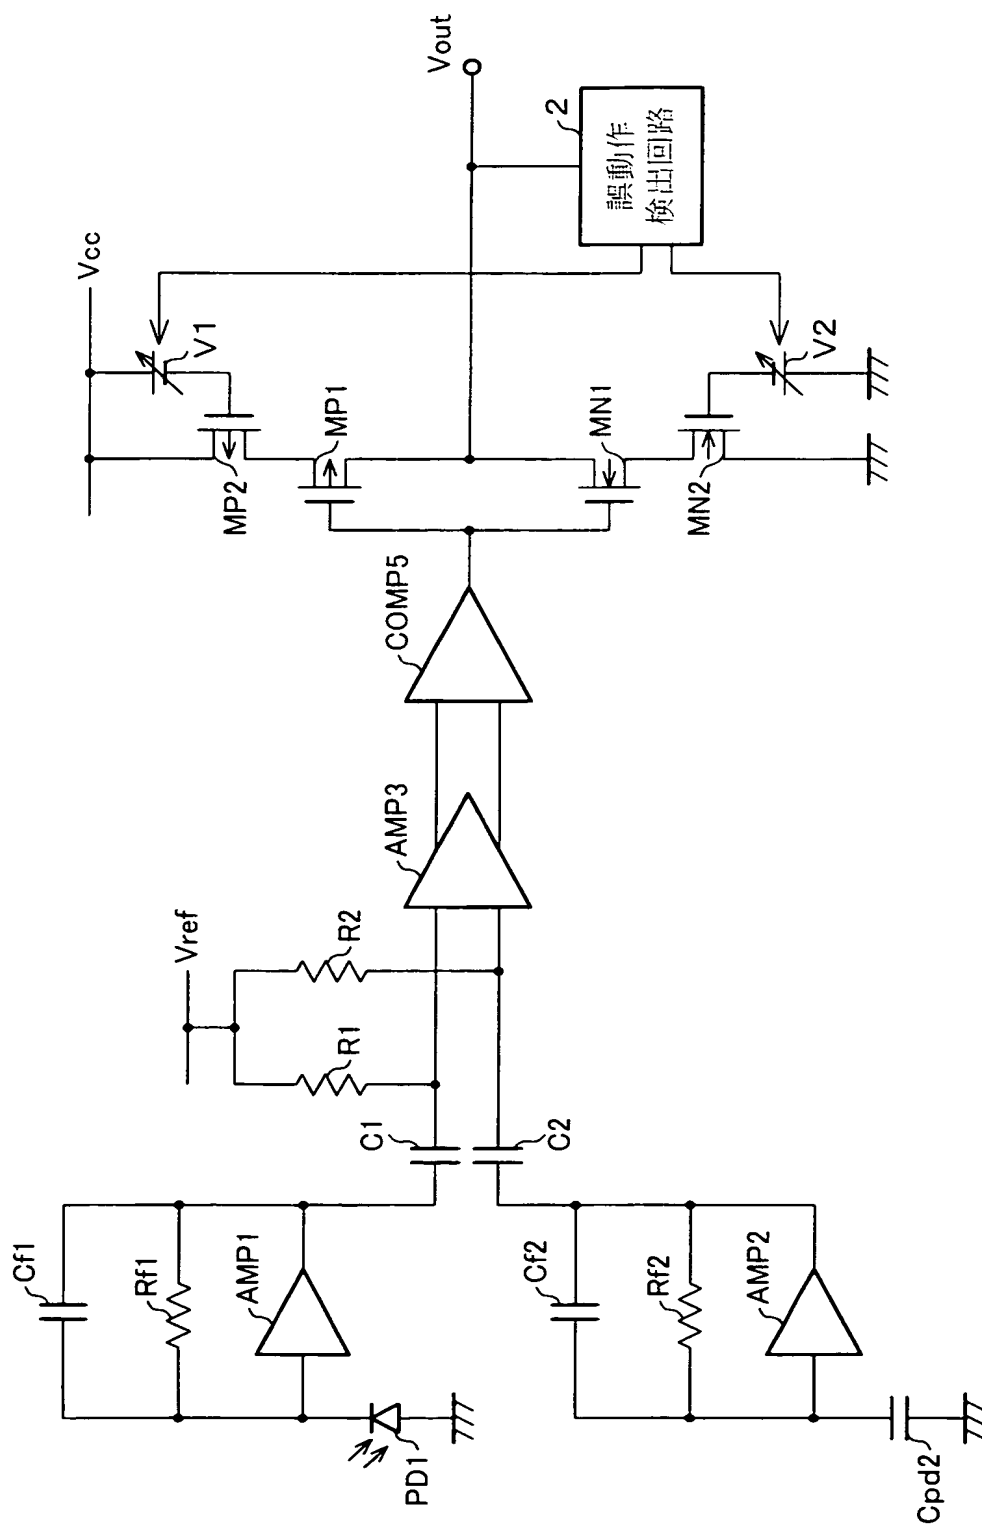 Cf1
Rf1
AMP1
PD1
Cf2
Rf2
AMP2
Cpd2
C1
C2
Vref
R1
R2
AMP3
COMP5
Vcc
V1
MP2
MP1
MN1
MN2
V2
Vout
2
誤動作
検出回路